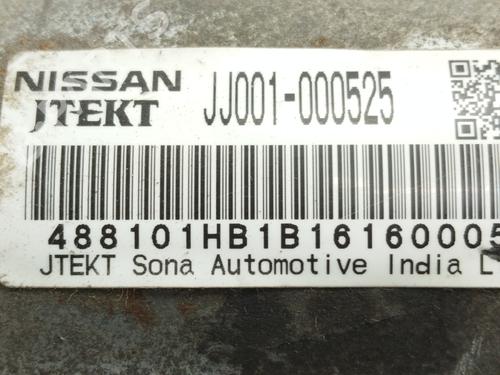 NISSAN
JTEKT
JJ001-000525
488101HB1B16160005
JTEKT Sona Automotive India L